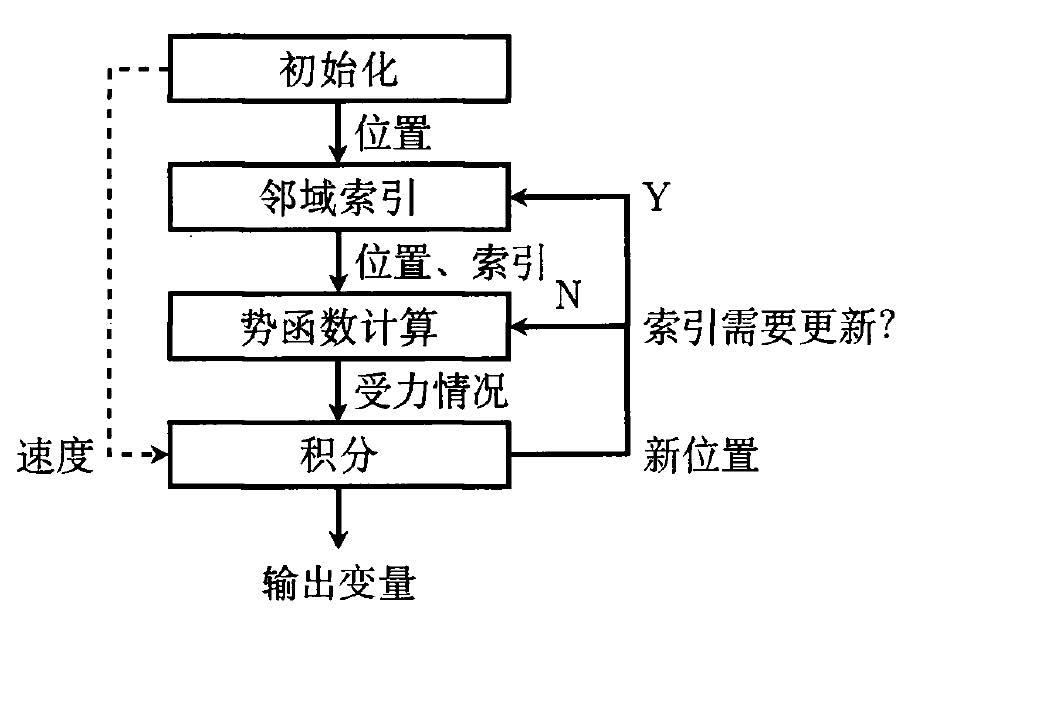 初始化
位置
邻域索引
Y
位置、索引
N
势函数计算
索引需要更新?
受力情况
速度
积分
新位置
输出变量